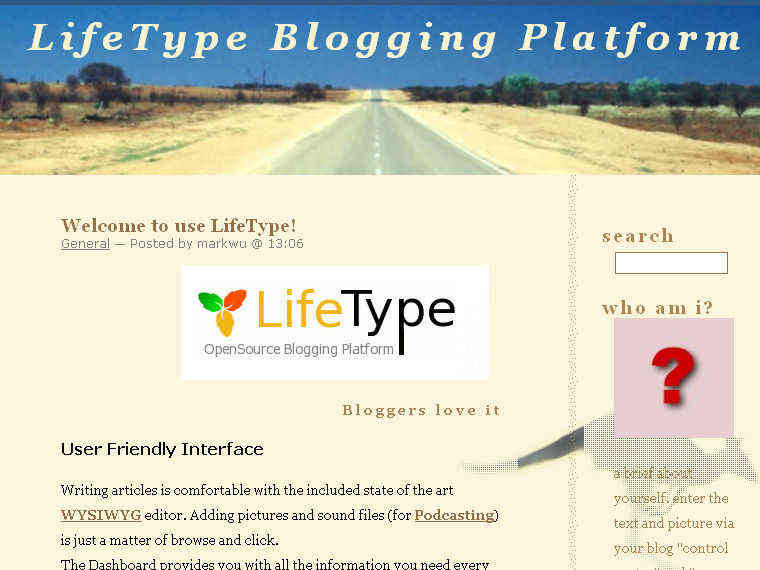 LifeType Blogging Platform
Welcome to use LifeType!
General — Posted by markwu @ 13:06
LifeType
OpenSource Blogging Platform
Bloggers love it
User Friendly Interface
Writing articles is comfortable with the included state of the art
WYSIWYG editor. Adding pictures and sound files (for Podcasting)
is just a matter of browse and click.
The Dashboard provides you with all the information you need every
search
who am i?
?
a brief about
yourself. enter the
text and picture via
your blog "control